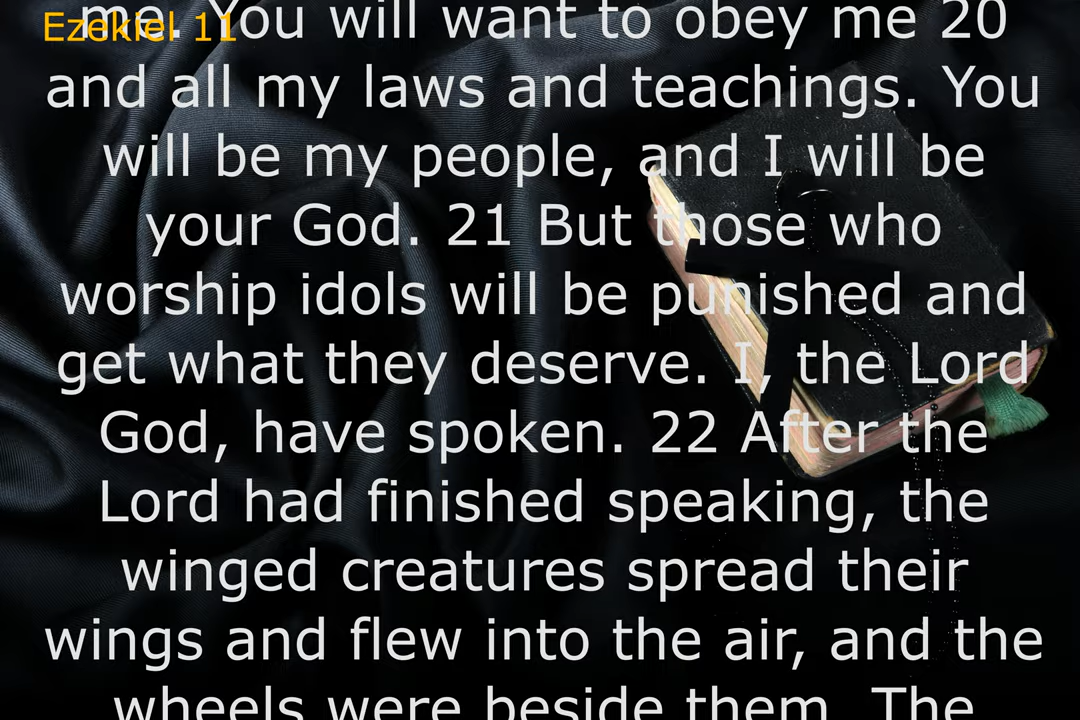 Ezekiel 11
me. You will want to obey me 20
and all my laws and teachings. You
will be my people, and I will be
your God. 21 But those who
worship idols will be punished and
get what they deserve. I, the Lord
God, have spoken. 22 After the
Lord had finished speaking, the
winged creatures spread their
wings and flew into the air, and the
wheels were beside them. The